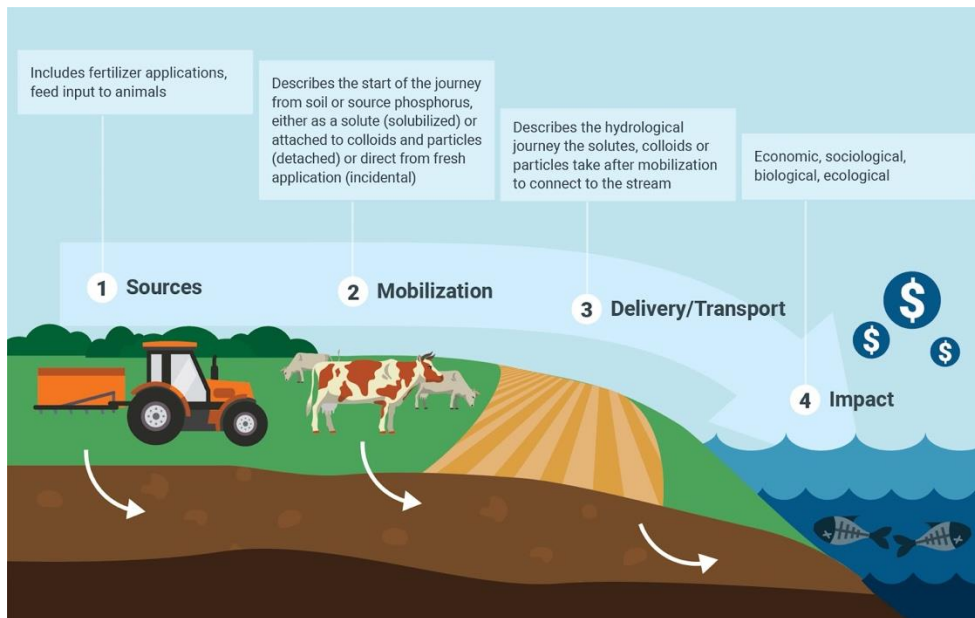 Includes fertilizer applications,
feed input to animals
Describes the start of the journey
from soil or source phosphorus,
either as a solute (solubilized) or
attached to colloids and particles
(detached) or direct from fresh
application (incidental)
Describes the hydrological
journey the solutes, colloids or
particles take after mobilization
to connect to the stream
Economic, sociological,
biological, ecological
1 Sources
2 Mobilization
3 Delivery/Transport
4 Impact
$
$
$